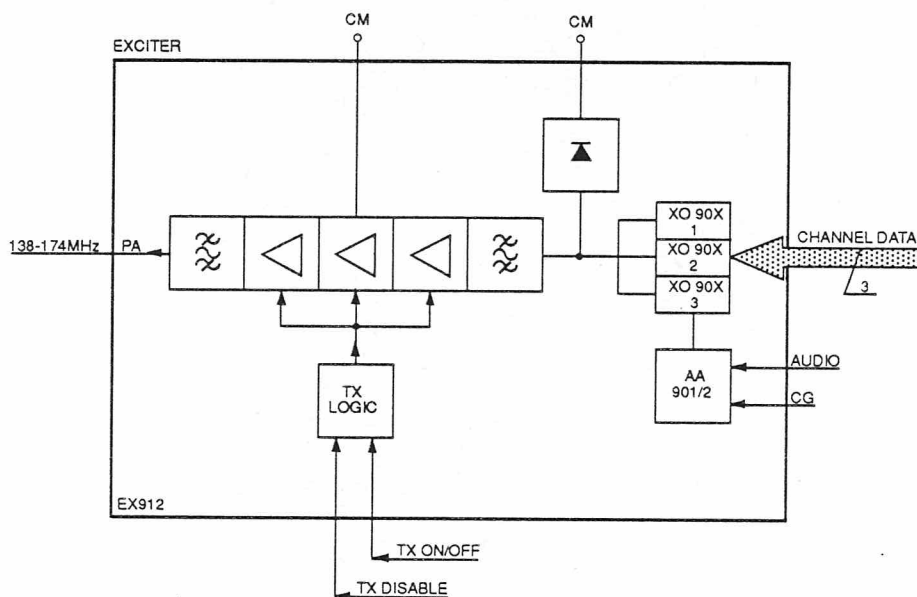 CM
CM
EXCITER
XO 90X
1
138-174MHz
PA
XO 90X
2
CHANNEL DATA
XO 90X
3
3
AA
901/2
AUDIO
CG
TX
LOGIC
EX912
TX ON/OFF
TX DISABLE